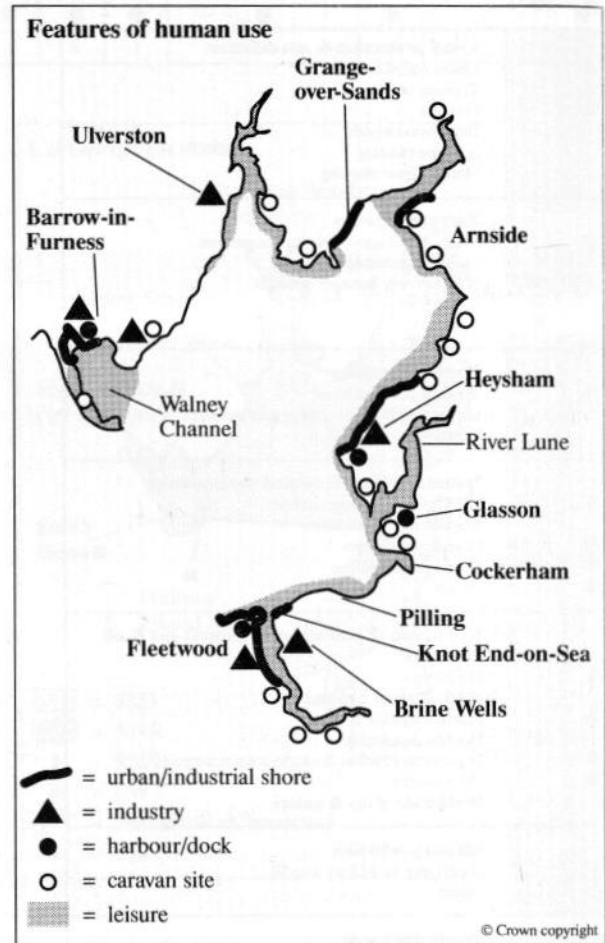 Features of human use
Grange-
over-Sands
Ulverston
Barrow-in-
Furness
Arnside
Walney
Channel
Heysham
River Lune
Glasson
Cockerham
Pilling
Fleetwood
Knot End-on-Sea
Brine Wells
= urban/industrial shore
= industry
= harbour/dock
= caravan site
= leisure
© Crown copyright